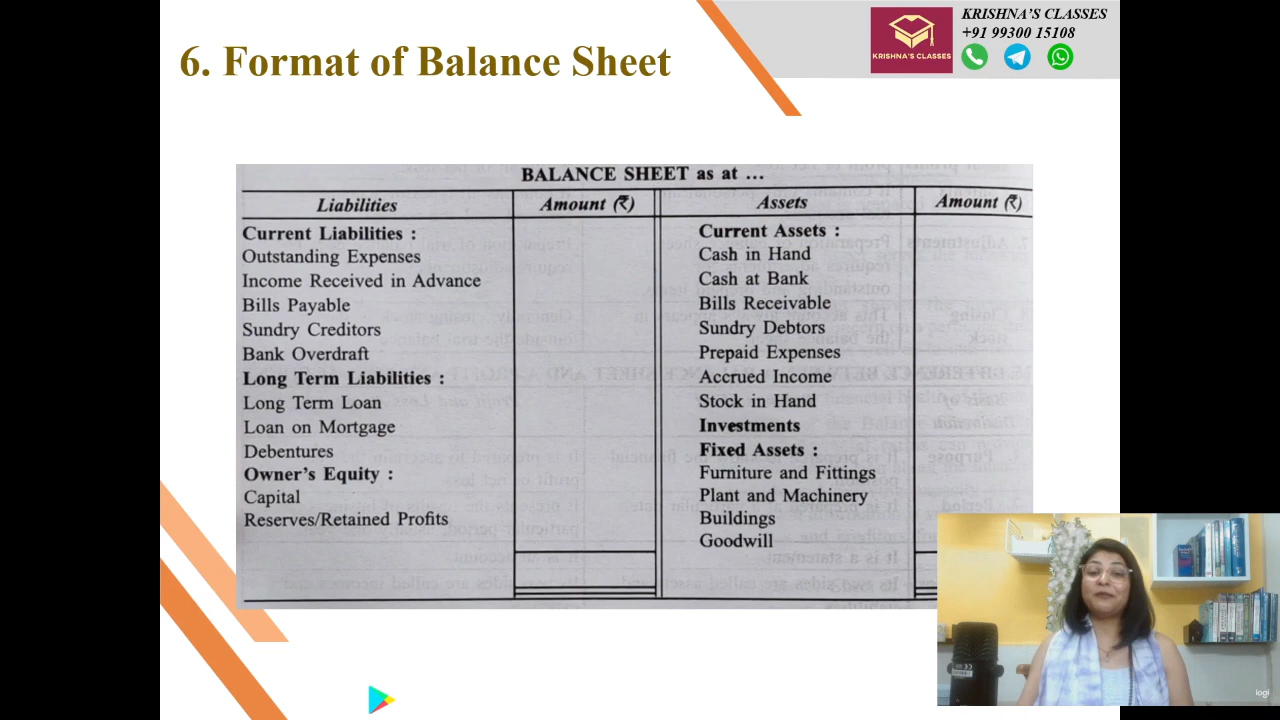 6. Format of Balance Sheet
KRISHNA'S CLASSES
KRISHNA'S CLASSES
+91 99300 15108
BALANCE SHEET as at ...
Liabilities Amount (₹) Assets Amount (₹)
Current Liabilities :
Outstanding Expenses
Income Received in Advance
Bills Payable
Sundry Creditors
Bank Overdraft
Long Term Liabilities :
Long Term Loan
Loan on Mortgage
Debentures
Owner's Equity :
Capital
Reserves/Retained Profits
Current Assets :
Cash in Hand
Cash at Bank
Bills Receivable
Sundry Debtors
Prepaid Expenses
Accrued Income
Stock in Hand
Investments
Fixed Assets :
Furniture and Fittings
Plant and Machinery
Buildings
Goodwill
logi